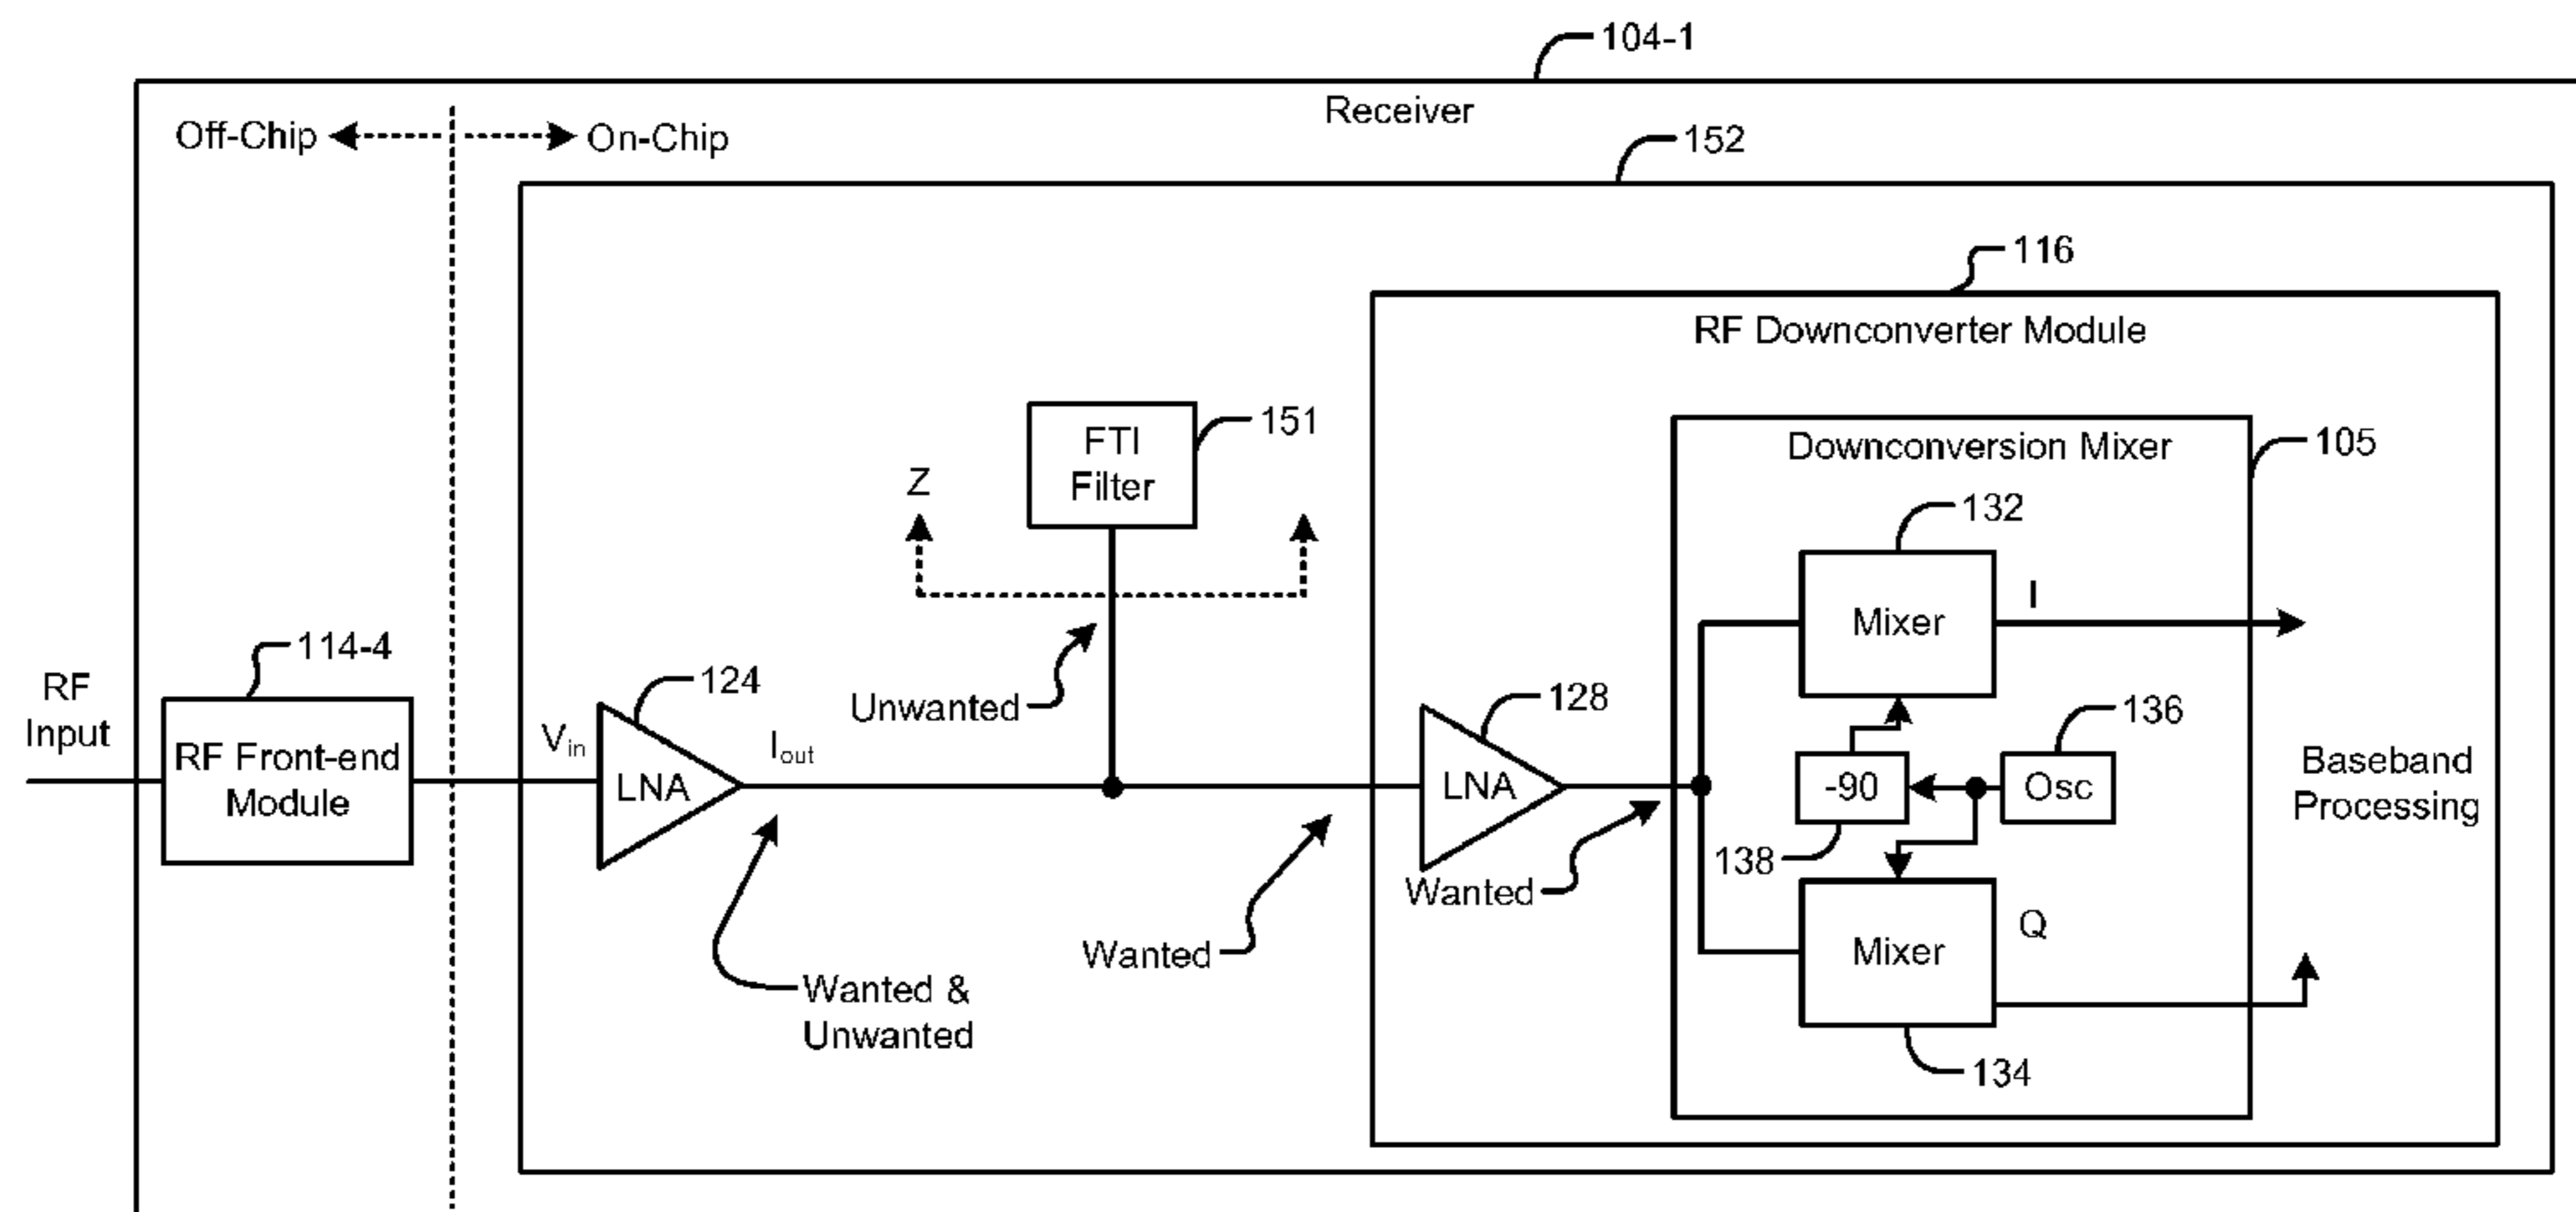 104-1
Receiver
Off-Chip
On-Chip
152
116
RF Downconverter Module
151
FTI
Filter
Downconversion Mixer
105
Z
132
I
Mixer
114-4
RF
Input
124
Unwanted
128
136
V_in
I_out
RF Front-end
Module
LNA
LNA
-90
Osc
Baseband
Processing
138
Wanted
Q
Wanted
Mixer
Wanted &
Unwanted
134